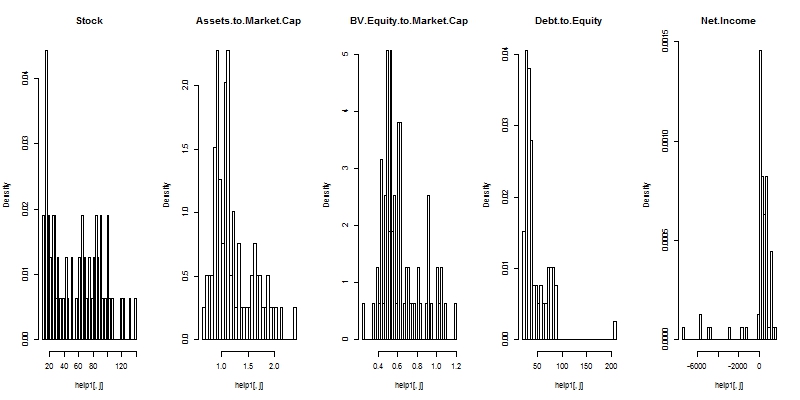 Stock
Density
0.00 0.01 0.02 0.03 0.04
20 40 60 80 120
help1[, j]
Assets.to.Market.Cap
Density
0.0 0.5 1.0 1.5 2.0
1.0 1.5 2.0
help1[, j]
BV.Equity.to.Market.Cap
Density
0 1 2 3 4 5
0.4 0.6 0.8 1.0 1.2
help1[, j]
Debt.to.Equity
Density
0.00 0.01 0.02 0.03 0.04
50 100 150 200
help1[, j]
Net.Income
Density
0.0000 0.0005 0.0010 0.0015
-6000 -2000 0
help1[, j]